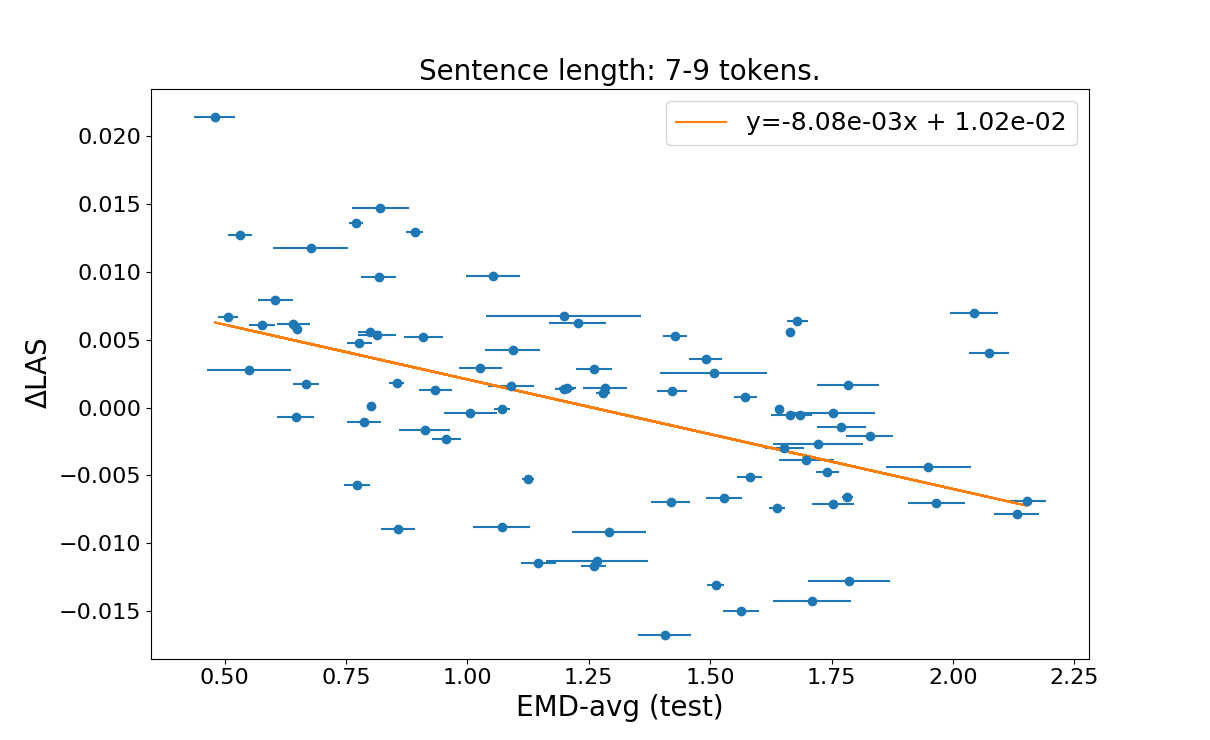 Sentence length: 7-9 tokens.
y=-8.08e-03x + 1.02e-02
0.020
0.015
0.010
0.005
0.000
−0.005
−0.010
−0.015
ΔLAS
0.50 0.75 1.00 1.25 1.50 1.75 2.00 2.25
EMD-avg (test)